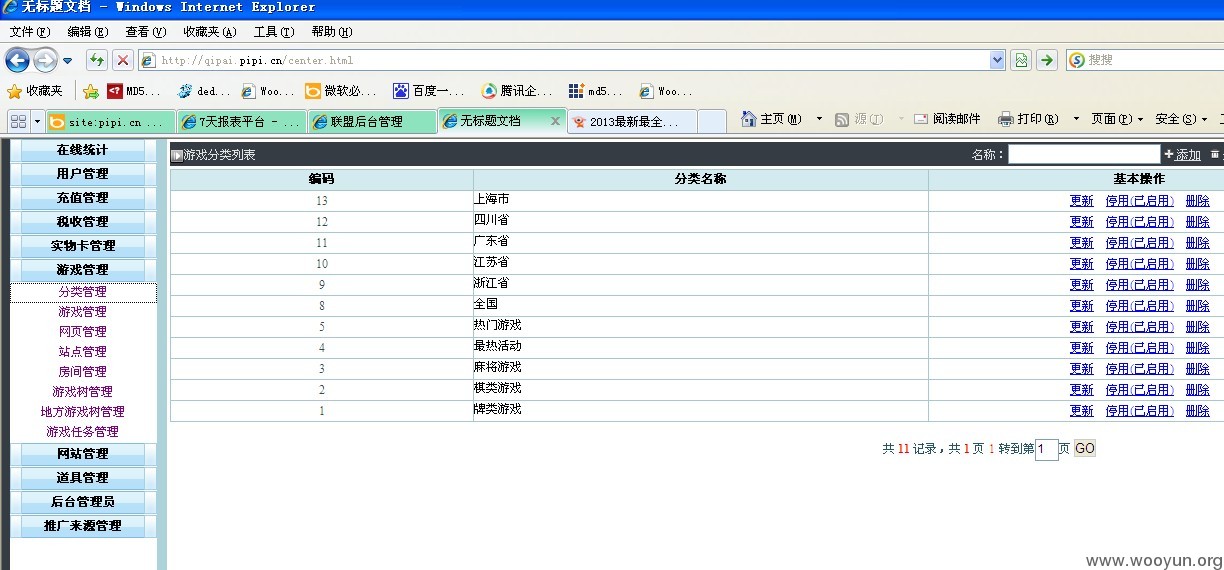 无标题文档 - Windows Internet Explorer
文件(F) 编辑(E) 查看(V) 收藏夹(A) 工具(T) 帮助(H)
http://qipai.pipi.cn/center.html 搜搜
收藏夹 MD5... ded... Woo... 微软必... 百度一... 腾讯企... md5... Woo...
site:pipi.cn ... 7天报表平台 - ... 联盟后台管理 无标题文档 2013最新最全... 主页(M) 源(J) 阅读邮件 打印(R) 页面(P) 安全(S)
在线统计
用户管理
充值管理
税收管理
实物卡管理
游戏管理
分类管理
游戏管理
网页管理
站点管理
房间管理
游戏树管理
地方游戏树管理
游戏任务管理
网站管理
道具管理
后台管理员
推广来源管理
游戏分类列表 名称: 添加
编码 分类名称 基本操作
13 上海市 更新 停用(已启用) 删除
12 四川省 更新 停用(已启用) 删除
11 广东省 更新 停用(已启用) 删除
10 江苏省 更新 停用(已启用) 删除
9 浙江省 更新 停用(已启用) 删除
8 全国 更新 停用(已启用) 删除
5 热门游戏 更新 停用(已启用) 删除
4 最热活动 更新 停用(已启用) 删除
3 麻将游戏 更新 停用(已启用) 删除
2 棋类游戏 更新 停用(已启用) 删除
1 牌类游戏 更新 停用(已启用) 删除
共 11 记录,共 1 页 1 转到第 1 页 GO
www.wooyun.org